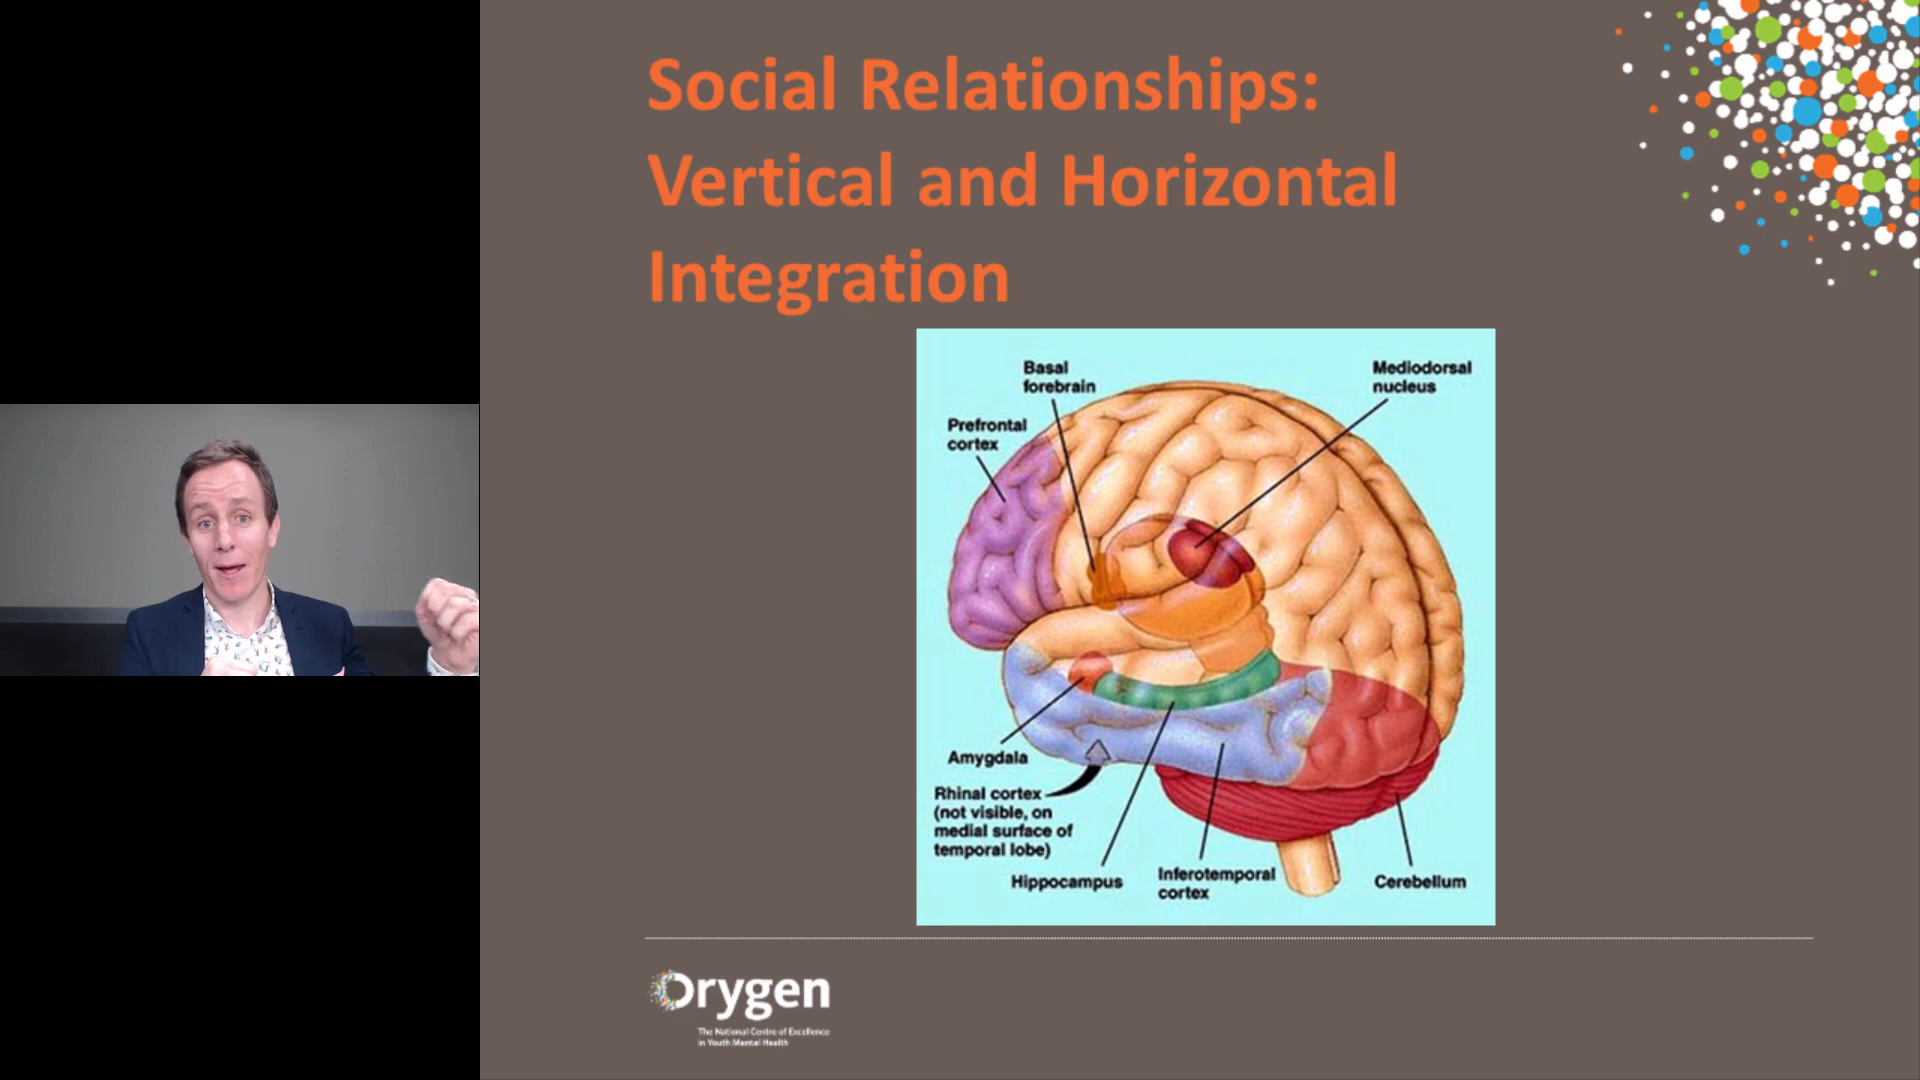 Social Relationships:
Vertical and Horizontal
Integration
Basal
forebrain
Mediodorsal
nucleus
Prefrontal
cortex
Amygdala
Rhinal cortex
(not visible, on
medial surface of
temporal lobe)
Hippocampus
Inferotemporal
cortex
Cerebellum
Orygen
The National Centre of Excellence
in Youth Mental Health